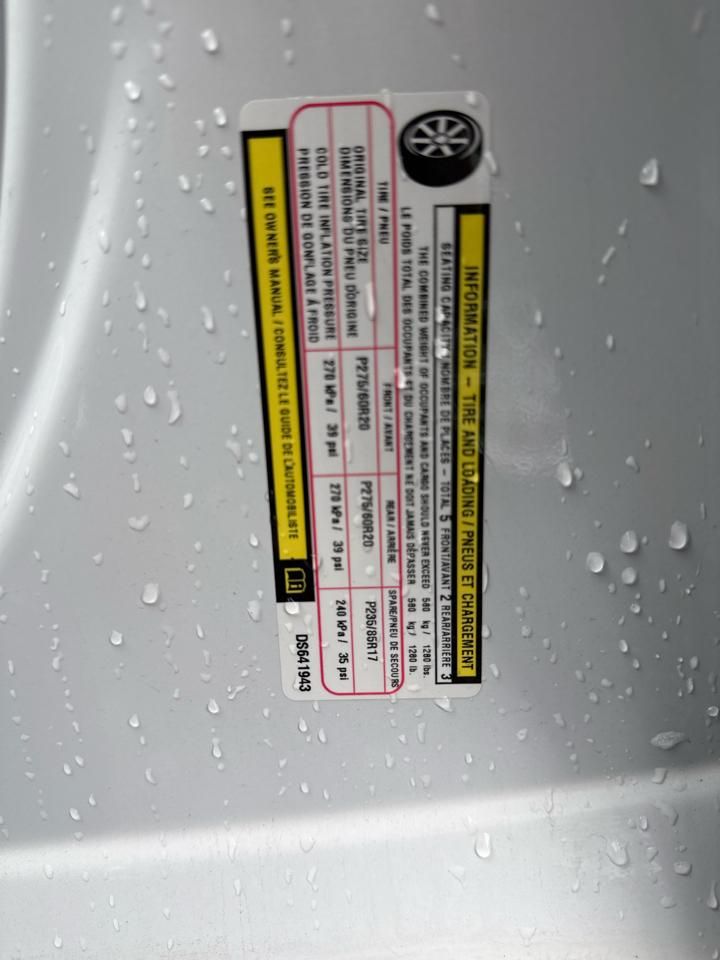 INFORMATION – TIRE AND LOADING / PNEUS ET CHARGEMENT
SEATING CAPACITY / NOMBRE DE PLACES – TOTAL 5 FRONT/AVANT 2 REAR/ARRIÈRE 3
THE COMBINED WEIGHT OF OCCUPANTS AND CARGO SHOULD NEVER EXCEED 580 kg / 1280 lbs.
LE POIDS TOTAL DES OCCUPANTS ET DU CHARGEMENT NE DOIT JAMAIS DÉPASSER 580 kg / 1280 lb.
TIRE / PNEU FRONT / AVANT REAR / ARRIÈRE SPARE/PNEU DE SECOURS
ORIGINAL TIRE SIZE
DIMENSIONS DU PNEU D'ORIGINE P275/60R20 P275/60R20 P235/85R17
COLD TIRE INFLATION PRESSURE
PRESSION DE GONFLAGE À FROID 270 kPa / 39 psi 270 kPa / 39 psi 240 kPa / 35 psi
SEE OWNER'S MANUAL / CONSULTEZ LE GUIDE DE L'AUTOMOBILISTE
DS641943